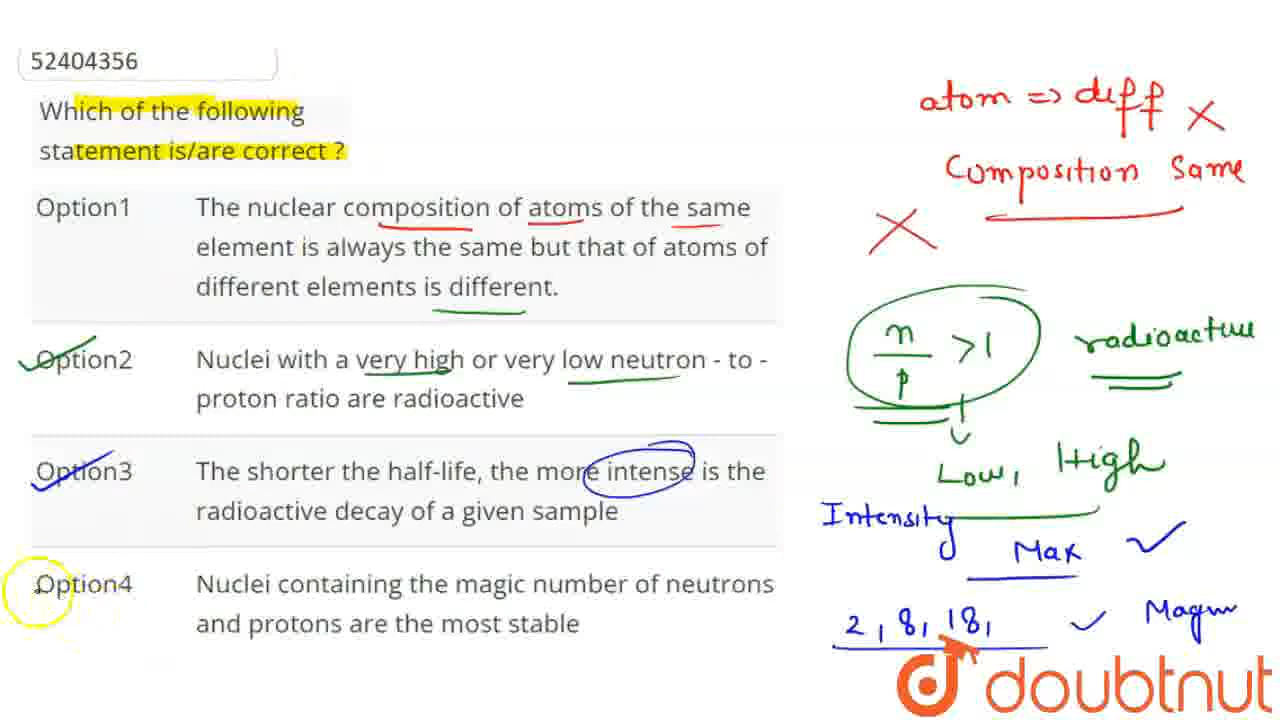 52404356
Which of the following
statement is/are correct ?
Option1
The nuclear composition of atoms of the same
element is always the same but that of atoms of
different elements is different.
Option2
Nuclei with a very high or very low neutron - to -
proton ratio are radioactive
Option3
The shorter the half-life, the more intense is the
radioactive decay of a given sample
Option4
Nuclei containing the magic number of neutrons
and protons are the most stable
atom => diff ×
Composition Same
n
p
>1
radioactive
Low, High
Intensity
Max
2, 8, 18,
doubtnut